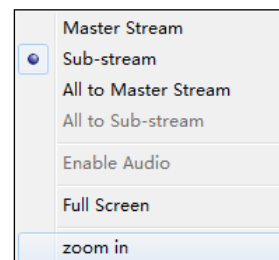 Master Stream
Sub-stream
All to Master Stream
All to Sub-stream
Enable Audio
Full Screen
zoom in